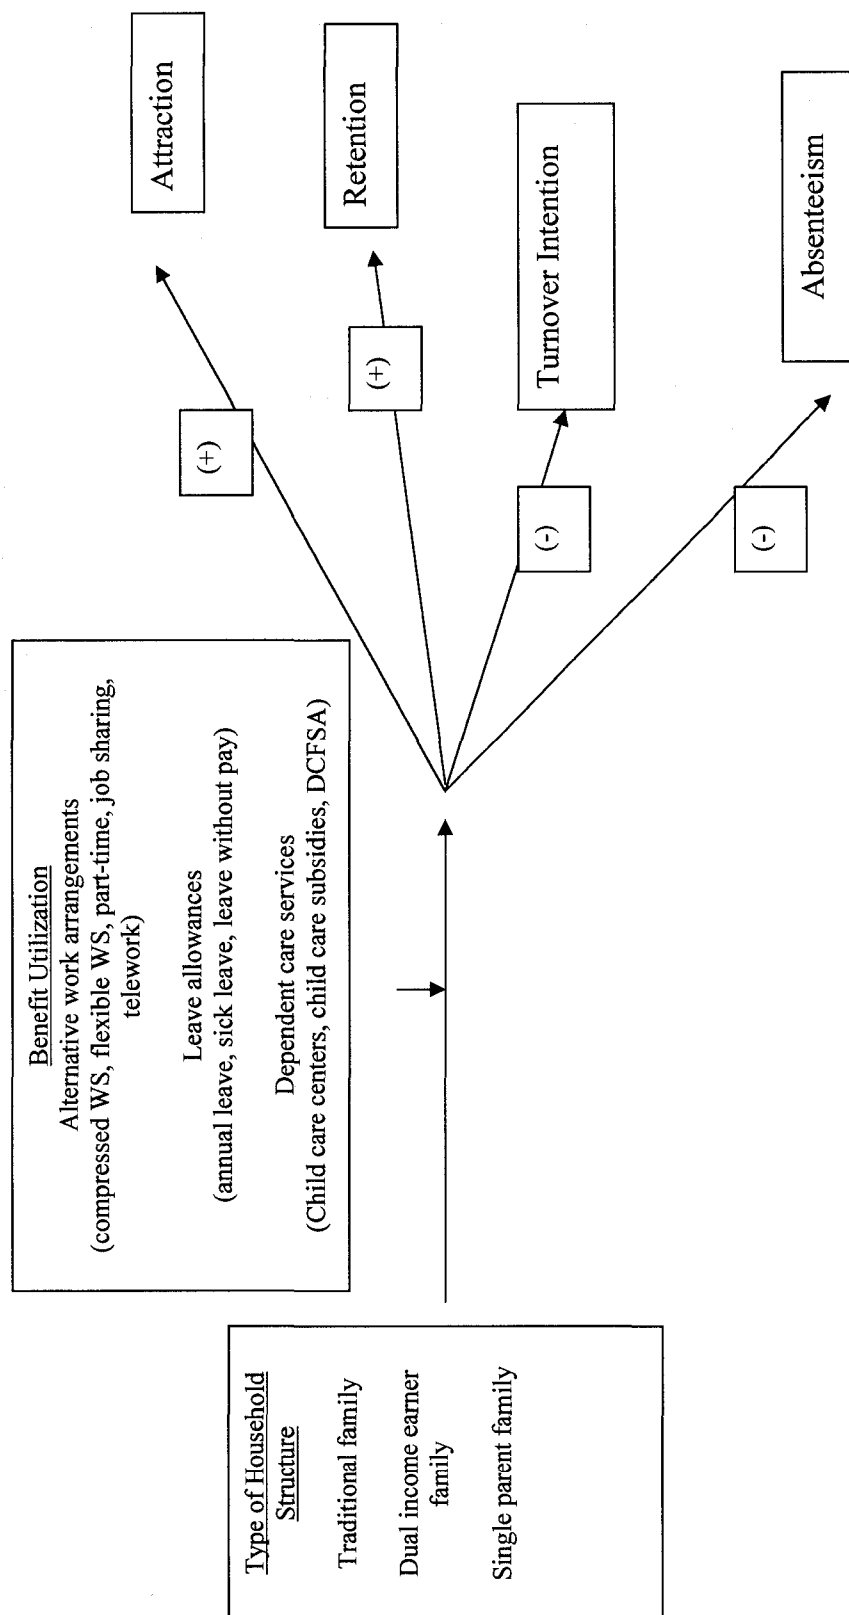 Type of Household
Structure
Traditional family
Dual income earner
family
Single parent family
Benefit Utilization
Alternative work arrangements
(compressed WS, flexible WS, part-time, job sharing,
telework)
Leave allowances
(annual leave, sick leave, leave without pay)
Dependent care services
(Child care centers, child care subsidies, DCFSA)
(+)
Attraction
(+)
Retention
(-)
Turnover Intention
(-)
Absenteeism